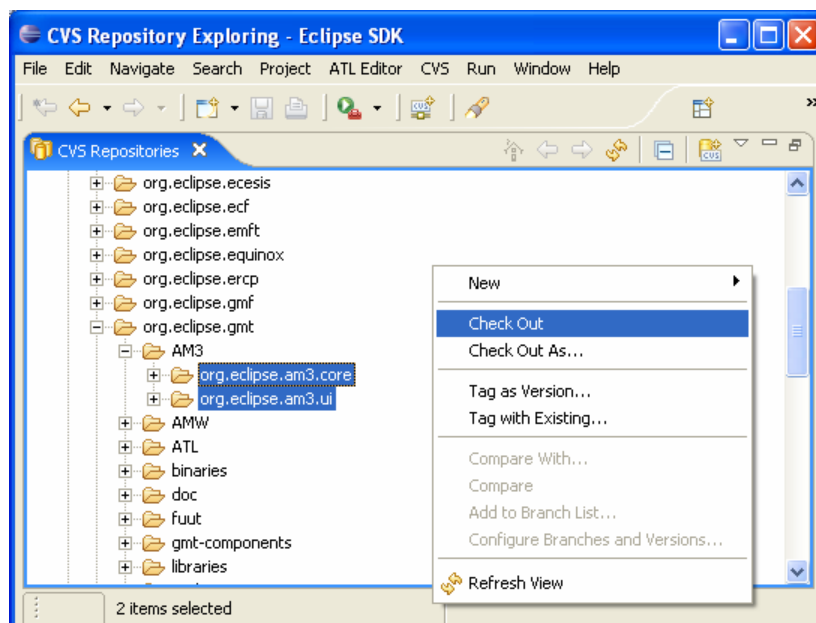 CVS Repository Exploring - Eclipse SDK
File Edit Navigate Search Project ATL Editor CVS Run Window Help
CVS Repositories
org.eclipse.ecesis
org.eclipse.ecf
org.eclipse.emft
org.eclipse.equinox
org.eclipse.ercp
org.eclipse.gmf
org.eclipse.gmt
AM3
org.eclipse.am3.core
org.eclipse.am3.ui
AMW
ATL
binaries
doc
fuut
gmt-components
libraries
New
Check Out
Check Out As...
Tag as Version...
Tag with Existing...
Compare With...
Compare
Add to Branch List...
Configure Branches and Versions...
Refresh View
2 items selected